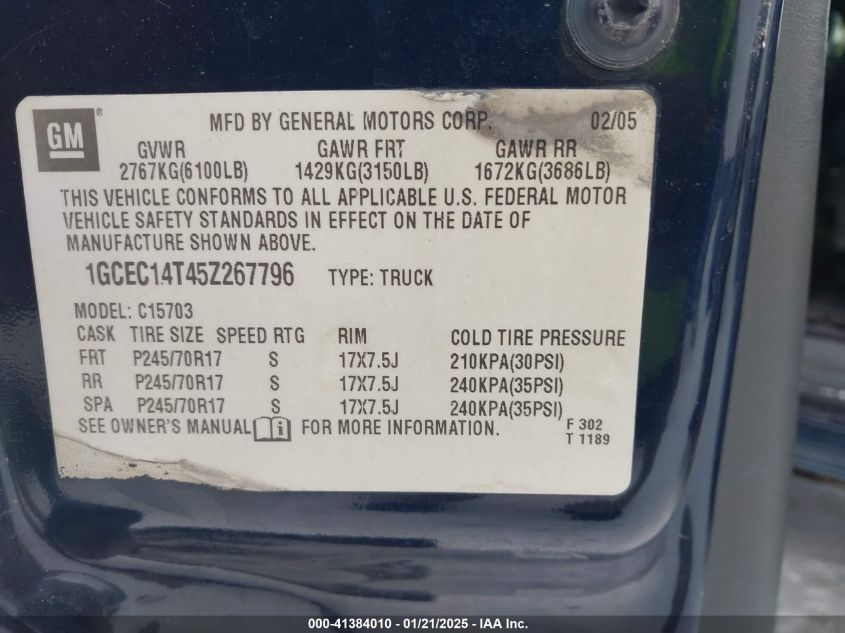 GM ® MFD BY GENERAL MOTORS CORP. 02/05
GVWR GAWR FRT GAWR RR
2767KG(6100LB) 1429KG(3150LB) 1672KG(3686LB)
THIS VEHICLE CONFORMS TO ALL APPLICABLE U.S. FEDERAL MOTOR
VEHICLE SAFETY STANDARDS IN EFFECT ON THE DATE OF
MANUFACTURE SHOWN ABOVE.
1GCEC14T45Z267796 TYPE: TRUCK
MODEL: C15703
CASK TIRE SIZE SPEED RTG RIM COLD TIRE PRESSURE
FRT P245/70R17 S 17X7.5J 210KPA(30PSI)
RR P245/70R17 S 17X7.5J 240KPA(35PSI)
SPA P245/70R17 S 17X7.5J 240KPA(35PSI)
SEE OWNER'S MANUAL i FOR MORE INFORMATION. F 302
T 1189
000-41384010 - 01/21/2025 - IAA Inc.